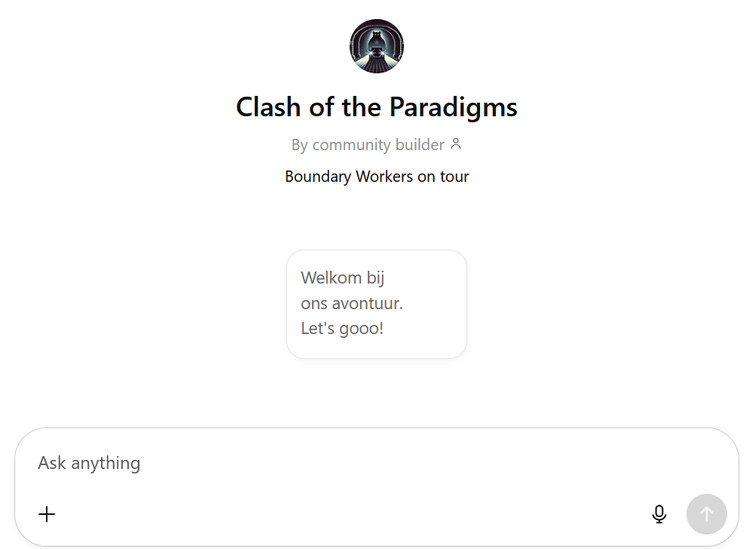 Clash of the Paradigms
By community builder
Boundary Workers on tour
Welkom bij
ons avontuur.
Let's gooo!
Ask anything